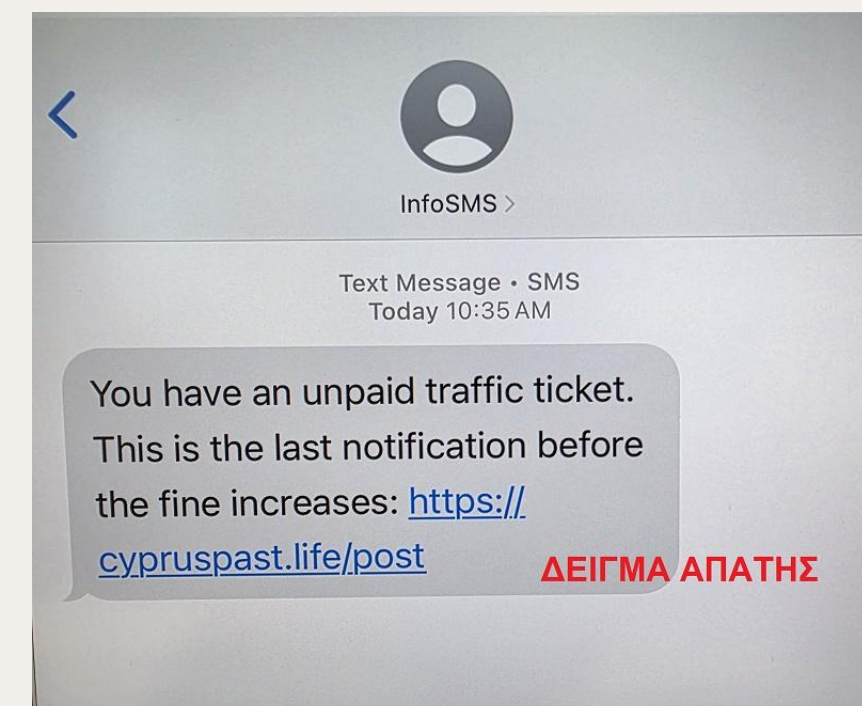 InfoSMS
Text Message • SMS
Today 10:35 AM
You have an unpaid traffic ticket.
This is the last notification before
the fine increases: https://
cypruspast.life/post
ΔΕΙΓΜΑ ΑΠΑΤΗΣ